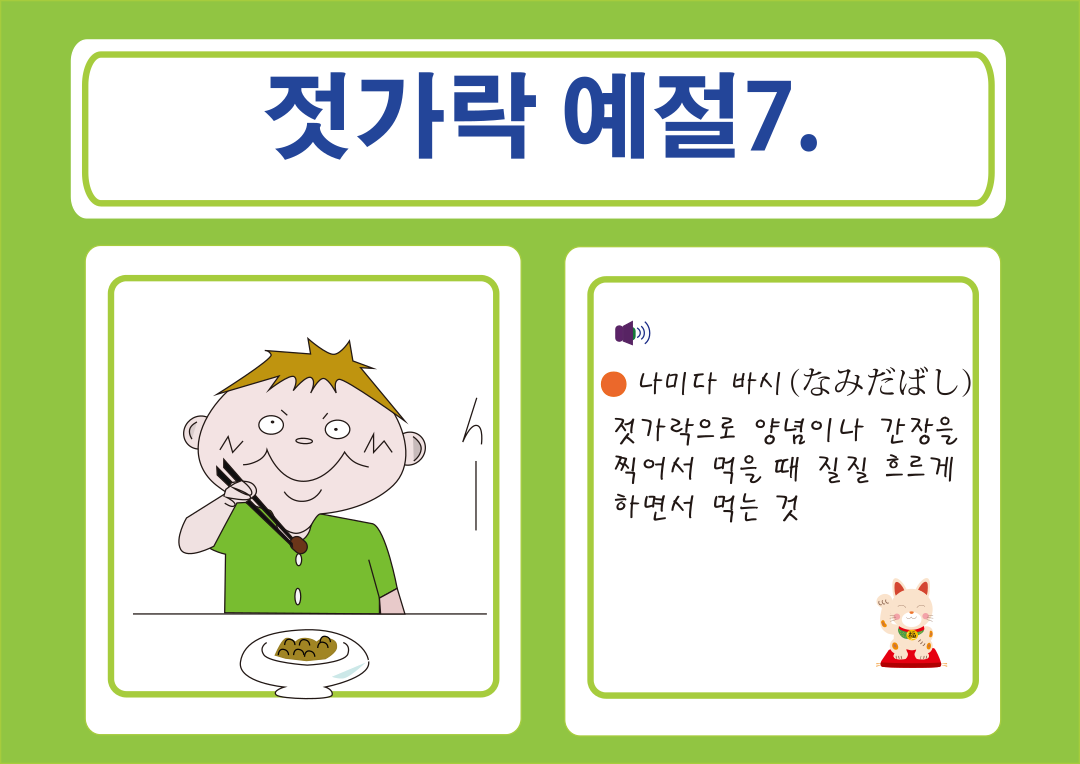 젓가락 예절7.
나미다 바시(なみだばし)
젓가락으로 양념이나 간장을
찍어서 먹을 때 질질 흐르게
하면서 먹는 것